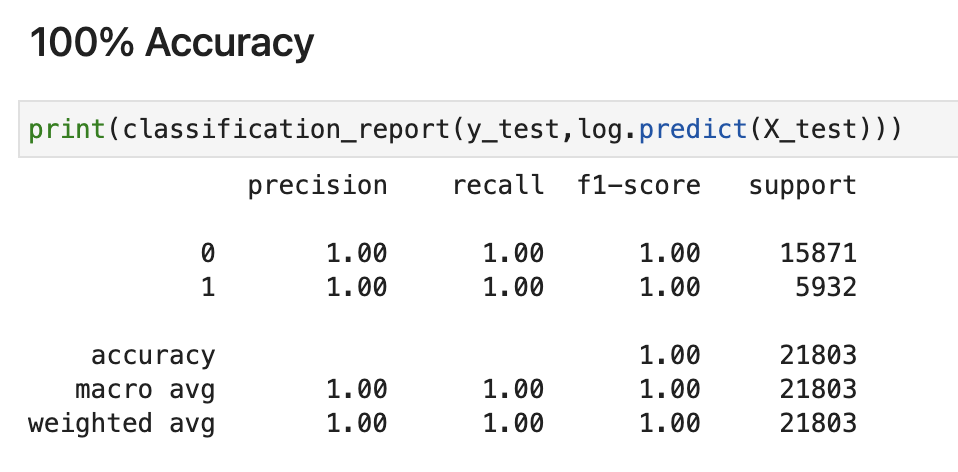 100% Accuracy
print(classification_report(y_test,log.predict(X_test)))
precision recall f1-score support
0 1.00 1.00 1.00 15871
1 1.00 1.00 1.00 5932
accuracy 1.00 21803
macro avg 1.00 1.00 1.00 21803
weighted avg 1.00 1.00 1.00 21803